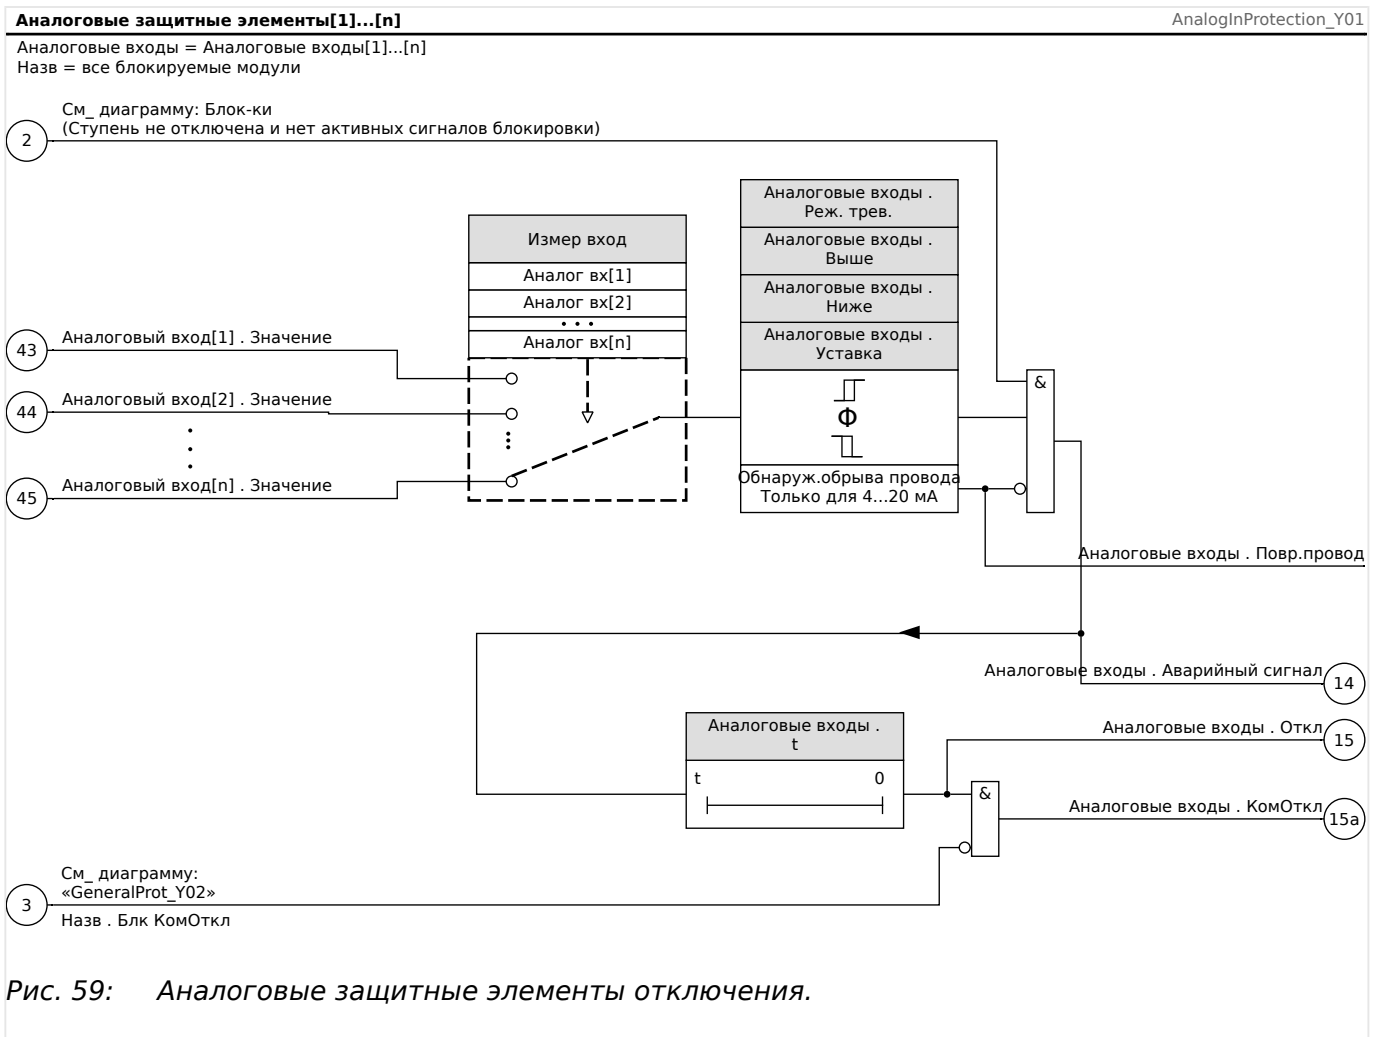 Аналоговые защитные элементы[1]...[n]
AnalogInProtection_Y01
Аналоговые входы = Аналоговые входы[1]...[n]
Назв = все блокируемые модули
См_ диаграмму: Блок-ки
(Ступень не отключена и нет активных сигналов блокировки)
2
Аналоговые входы .
Реж. трев.
Аналоговые входы .
Выше
Аналоговые входы .
Ниже
Аналоговые входы .
Уставка
Φ
Обнаруж.обрыва провода
Только для 4...20 мА
Измер вход
Аналог вх[1]
Аналог вх[2]
• • •
Аналог вх[n]
43
Аналоговый вход[1] . Значение
44
Аналоговый вход[2] . Значение
45
Аналоговый вход[n] . Значение
&
Аналоговые входы . Повр.провод
Аналоговые входы . Аварийный сигнал
14
Аналоговые входы .
t
t
0
Аналоговые входы . Откл
15
&
Аналоговые входы . КомОткл
15a
См_ диаграмму:
«GeneralProt_Y02»
3
Назв . Блк КомОткл
Рис. 59: Аналоговые защитные элементы отключения.